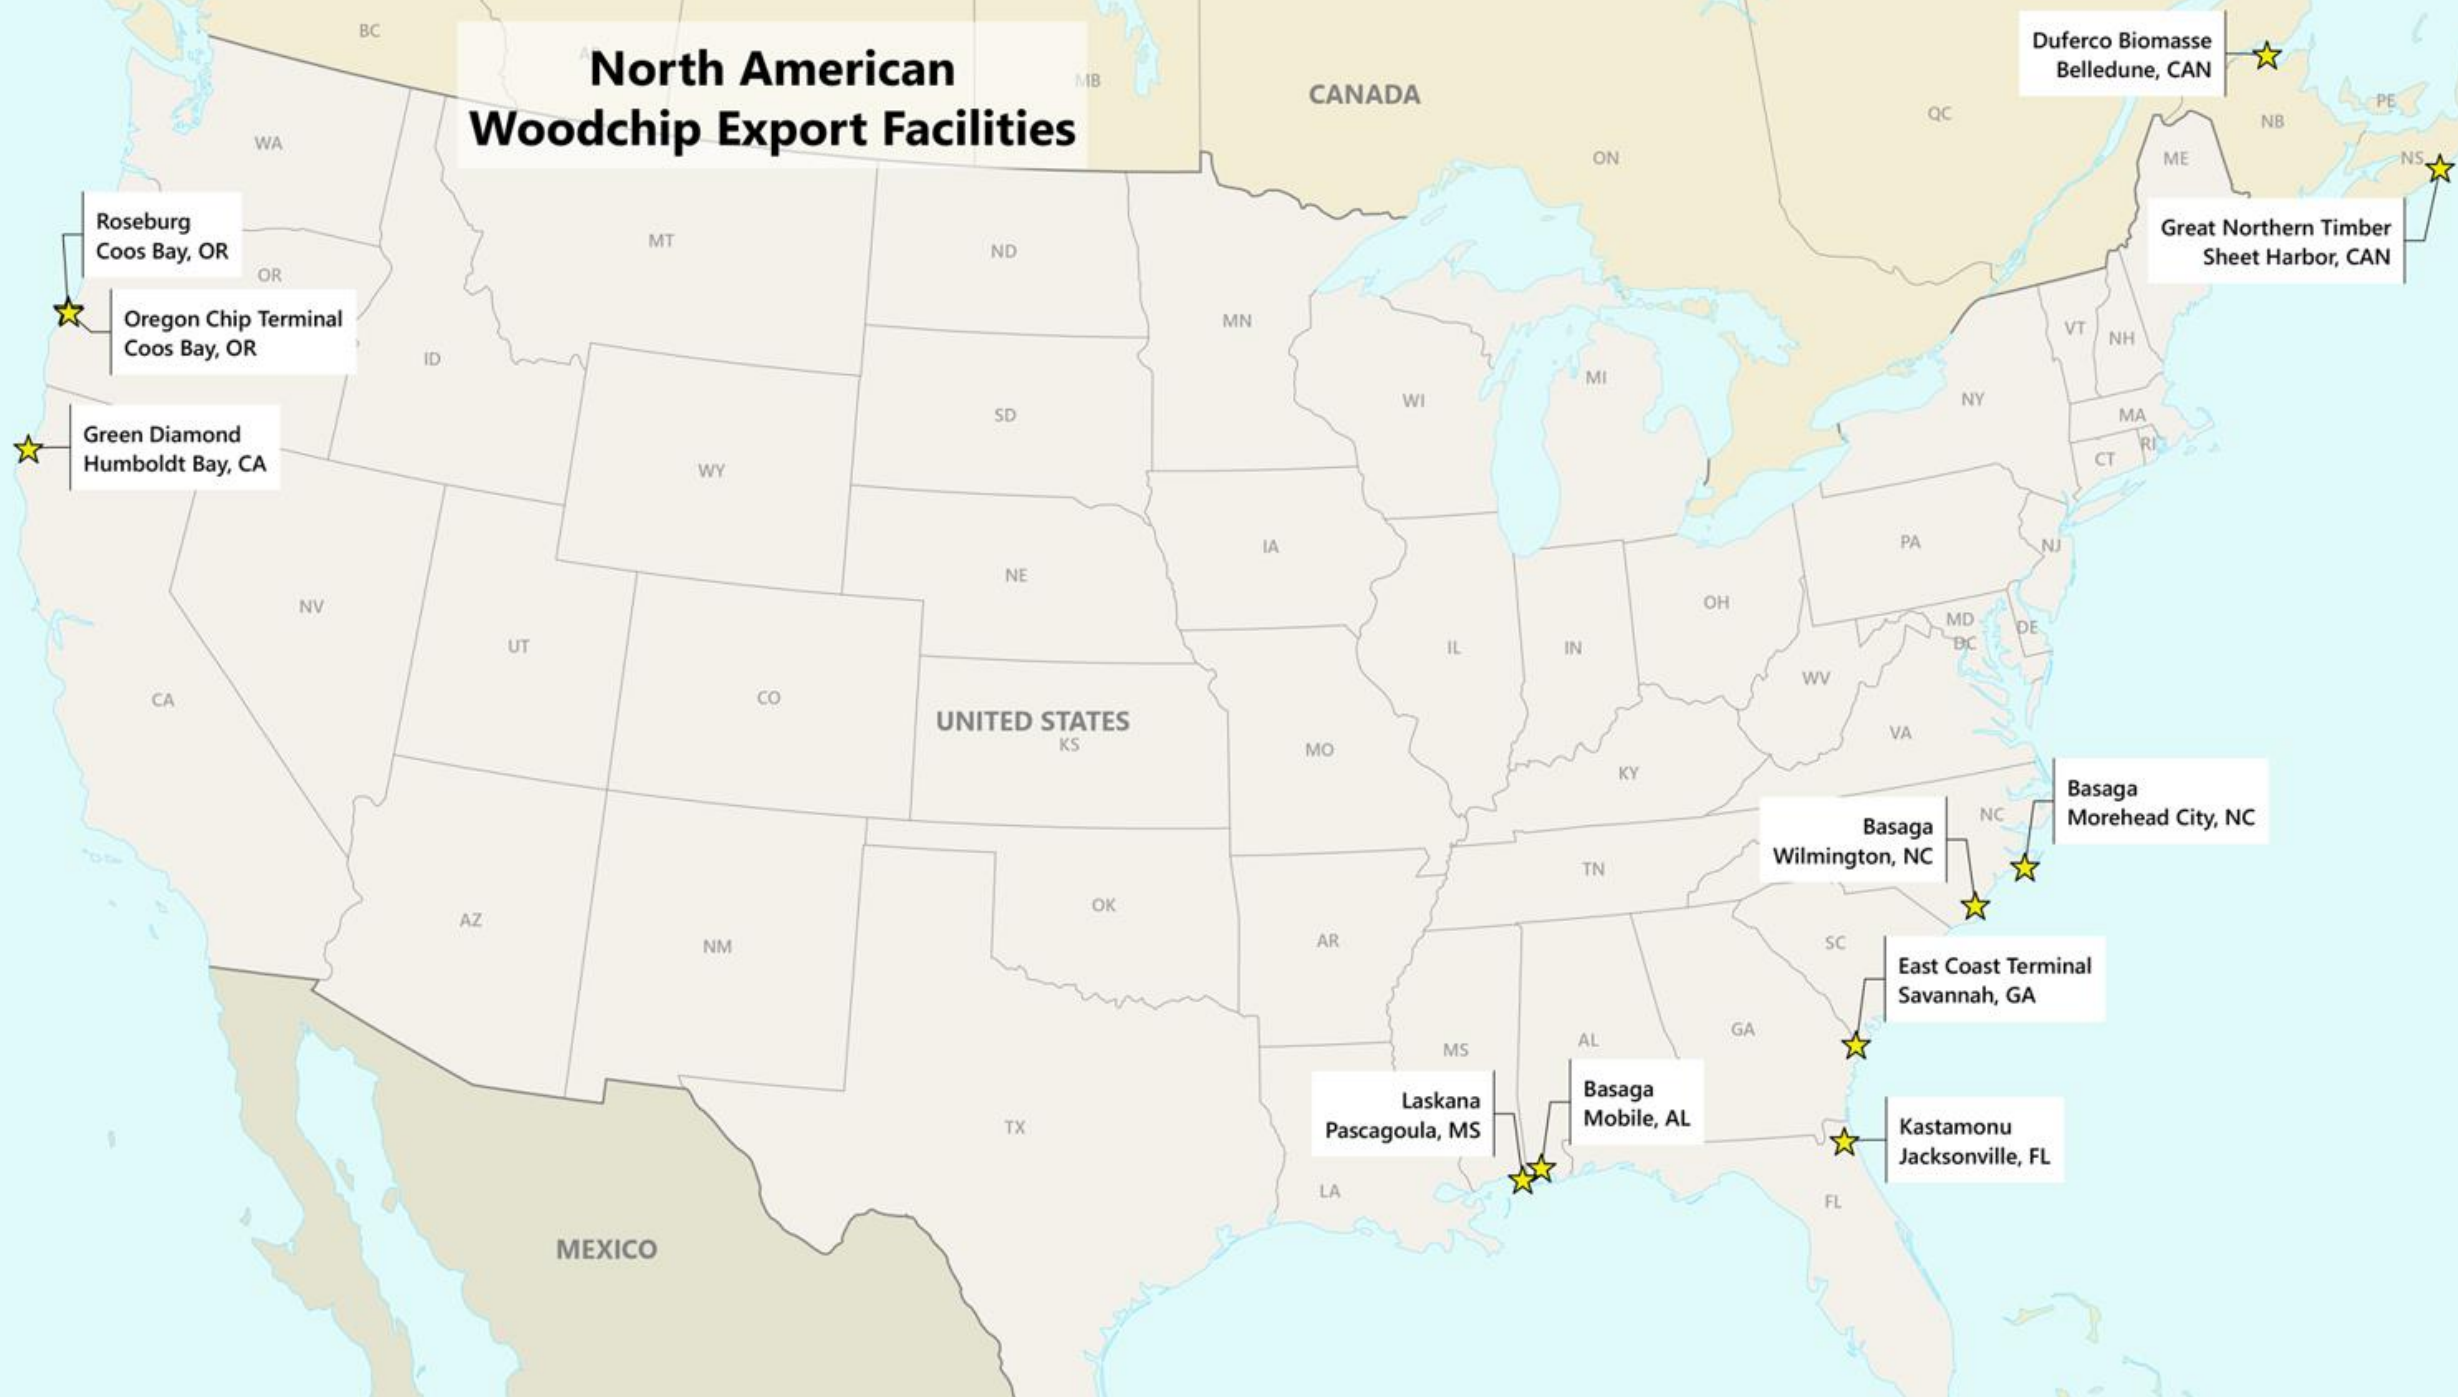 North American
Woodchip Export Facilities
BC
MB
CANADA
ON
QC
NB
PE
NS
Duferco Biomasse
Belledune, CAN
Great Northern Timber
Sheet Harbor, CAN
Roseburg
Coos Bay, OR
Oregon Chip Terminal
Coos Bay, OR
Green Diamond
Humboldt Bay, CA
WA
OR
ID
MT
ND
MN
SD
WY
WI
MI
ME
VT
NH
NY
MA
RI
CT
PA
NJ
IA
NE
NV
UT
CO
CA
IL
IN
OH
MD
DC
DE
WV
VA
UNITED STATES
KS
MO
KY
NC
TN
OK
AR
AZ
NM
SC
MS
AL
GA
TX
LA
FL
MEXICO
Basaga
Morehead City, NC
Basaga
Wilmington, NC
East Coast Terminal
Savannah, GA
Laskana
Pascagoula, MS
Basaga
Mobile, AL
Kastamonu
Jacksonville, FL